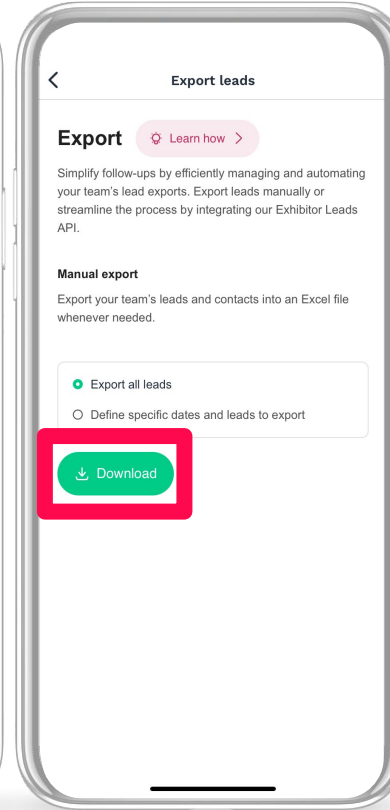 Export leads
Export
Learn how
Simplify follow-ups by efficiently managing and automating
your team's lead exports. Export leads manually or
streamline the process by integrating our Exhibitor Leads
API.
Manual export
Export your team's leads and contacts into an Excel file
whenever needed.
Export all leads
Define specific dates and leads to export
Download